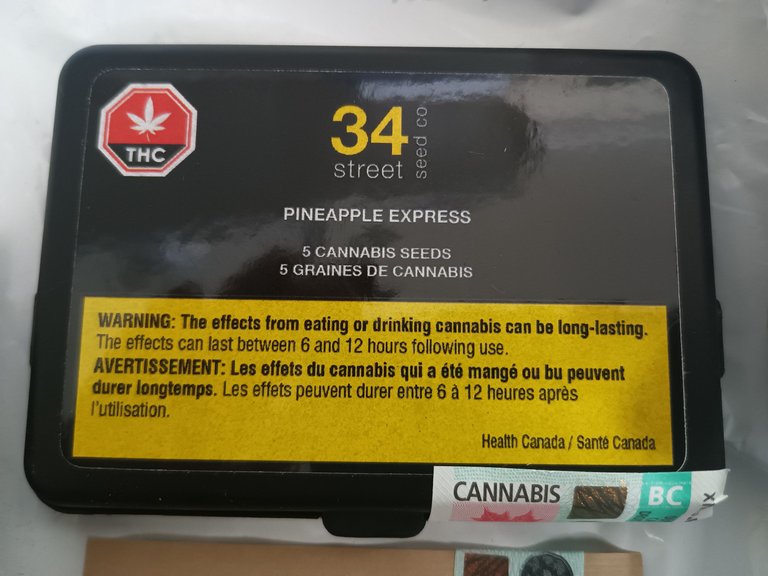 THC
34
street
seed co
PINEAPPLE EXPRESS
5 CANNABIS SEEDS
5 GRAINES DE CANNABIS
WARNING: The effects from eating or drinking cannabis can be long-lasting.
The effects can last between 6 and 12 hours following use.
AVERTISSEMENT: Les effets du cannabis qui a été mangé ou bu peuvent
durer longtemps. Les effets peuvent durer entre 6 à 12 heures après
l'utilisation.
Health Canada / Santé Canada
CANNABIS
BC